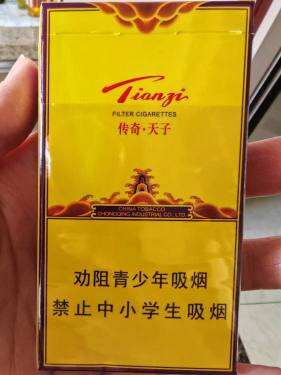 Tianzi
FILTER CIGARETTES
传奇·天子
CHINA TOBACCO
CHONGQING INDUSTRIAL CO., LTD.
劝阻青少年吸烟
禁止中小学生吸烟